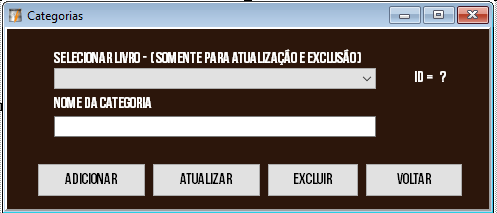 Categorias
SELECIONAR LIVRO - (SOMENTE PARA ATUALIZAÇÃO E EXCLUSÃO)
ID = ?
NOME DA CATEGORIA
ADICIONAR ATUALIZAR EXCLUIR VOLTAR